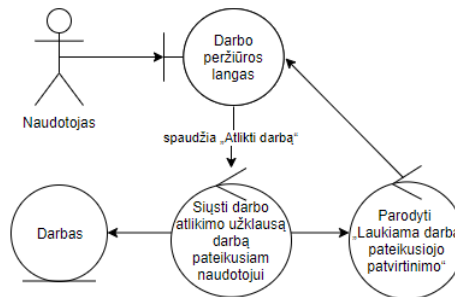 Darbo
peržiūros
langas
Naudotojas
spaudžia „Atlikti darbą“
Darbas
Siųsti darbo
atlikimo užklausą
darbą
pateikusiam
naudotojui
Parodyti
„Laukiama darbą
pateikusiojo
patvirtinimo“